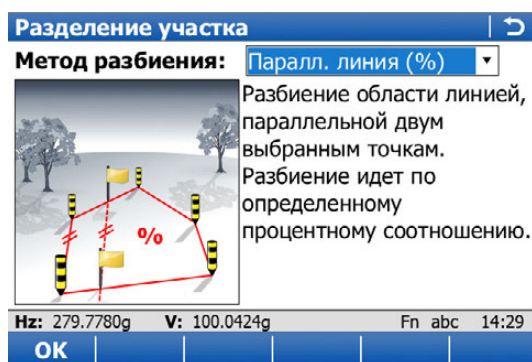 Разделение участка
Метод разбиения: Паралл. линия (%)
Разбиение области линией,
параллельной двум
выбранным точкам.
Разбиение идет по
определенному
процентному соотношению.
%
Hz: 279.7780g V: 100.0424g Fn abc 14:29
OK